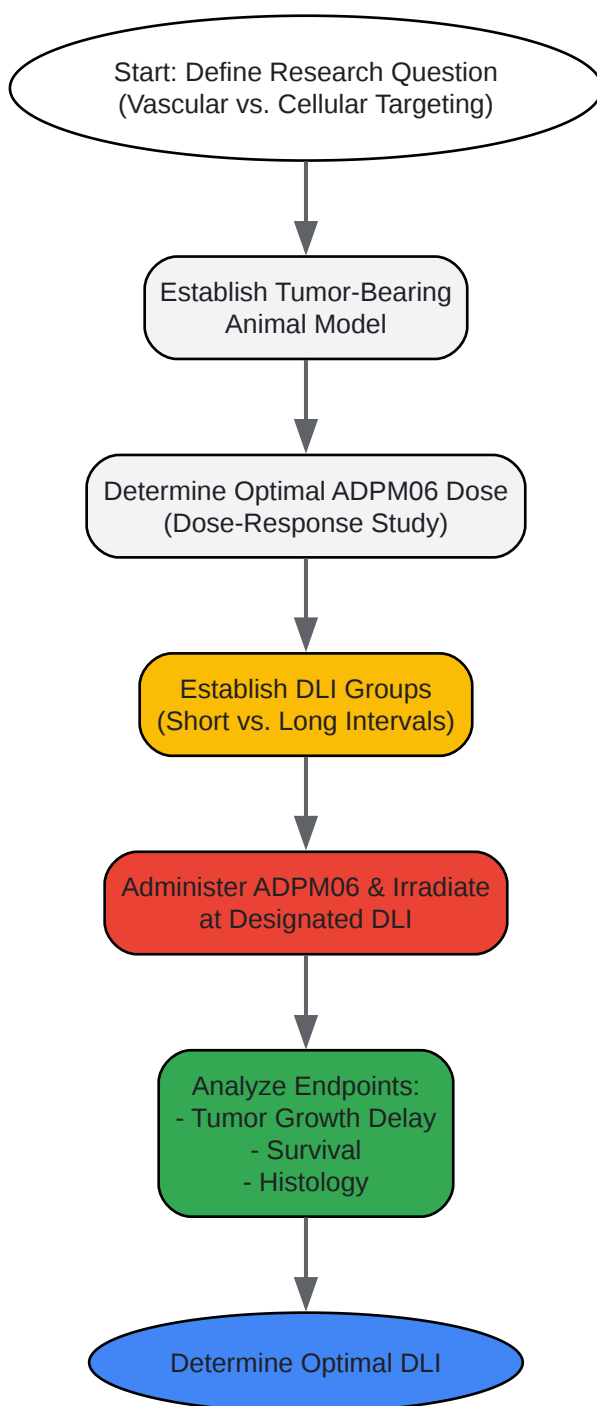 Start: Define Research Question
(Vascular vs. Cellular Targeting)
Establish Tumor-Bearing
Animal Model
Determine Optimal ADPM06 Dose
(Dose-Response Study)
Establish DLI Groups
(Short vs. Long Intervals)
Administer ADPM06 & Irradiate
at Designated DLI
Analyze Endpoints:
- Tumor Growth Delay
- Survival
- Histology
Determine Optimal DLI